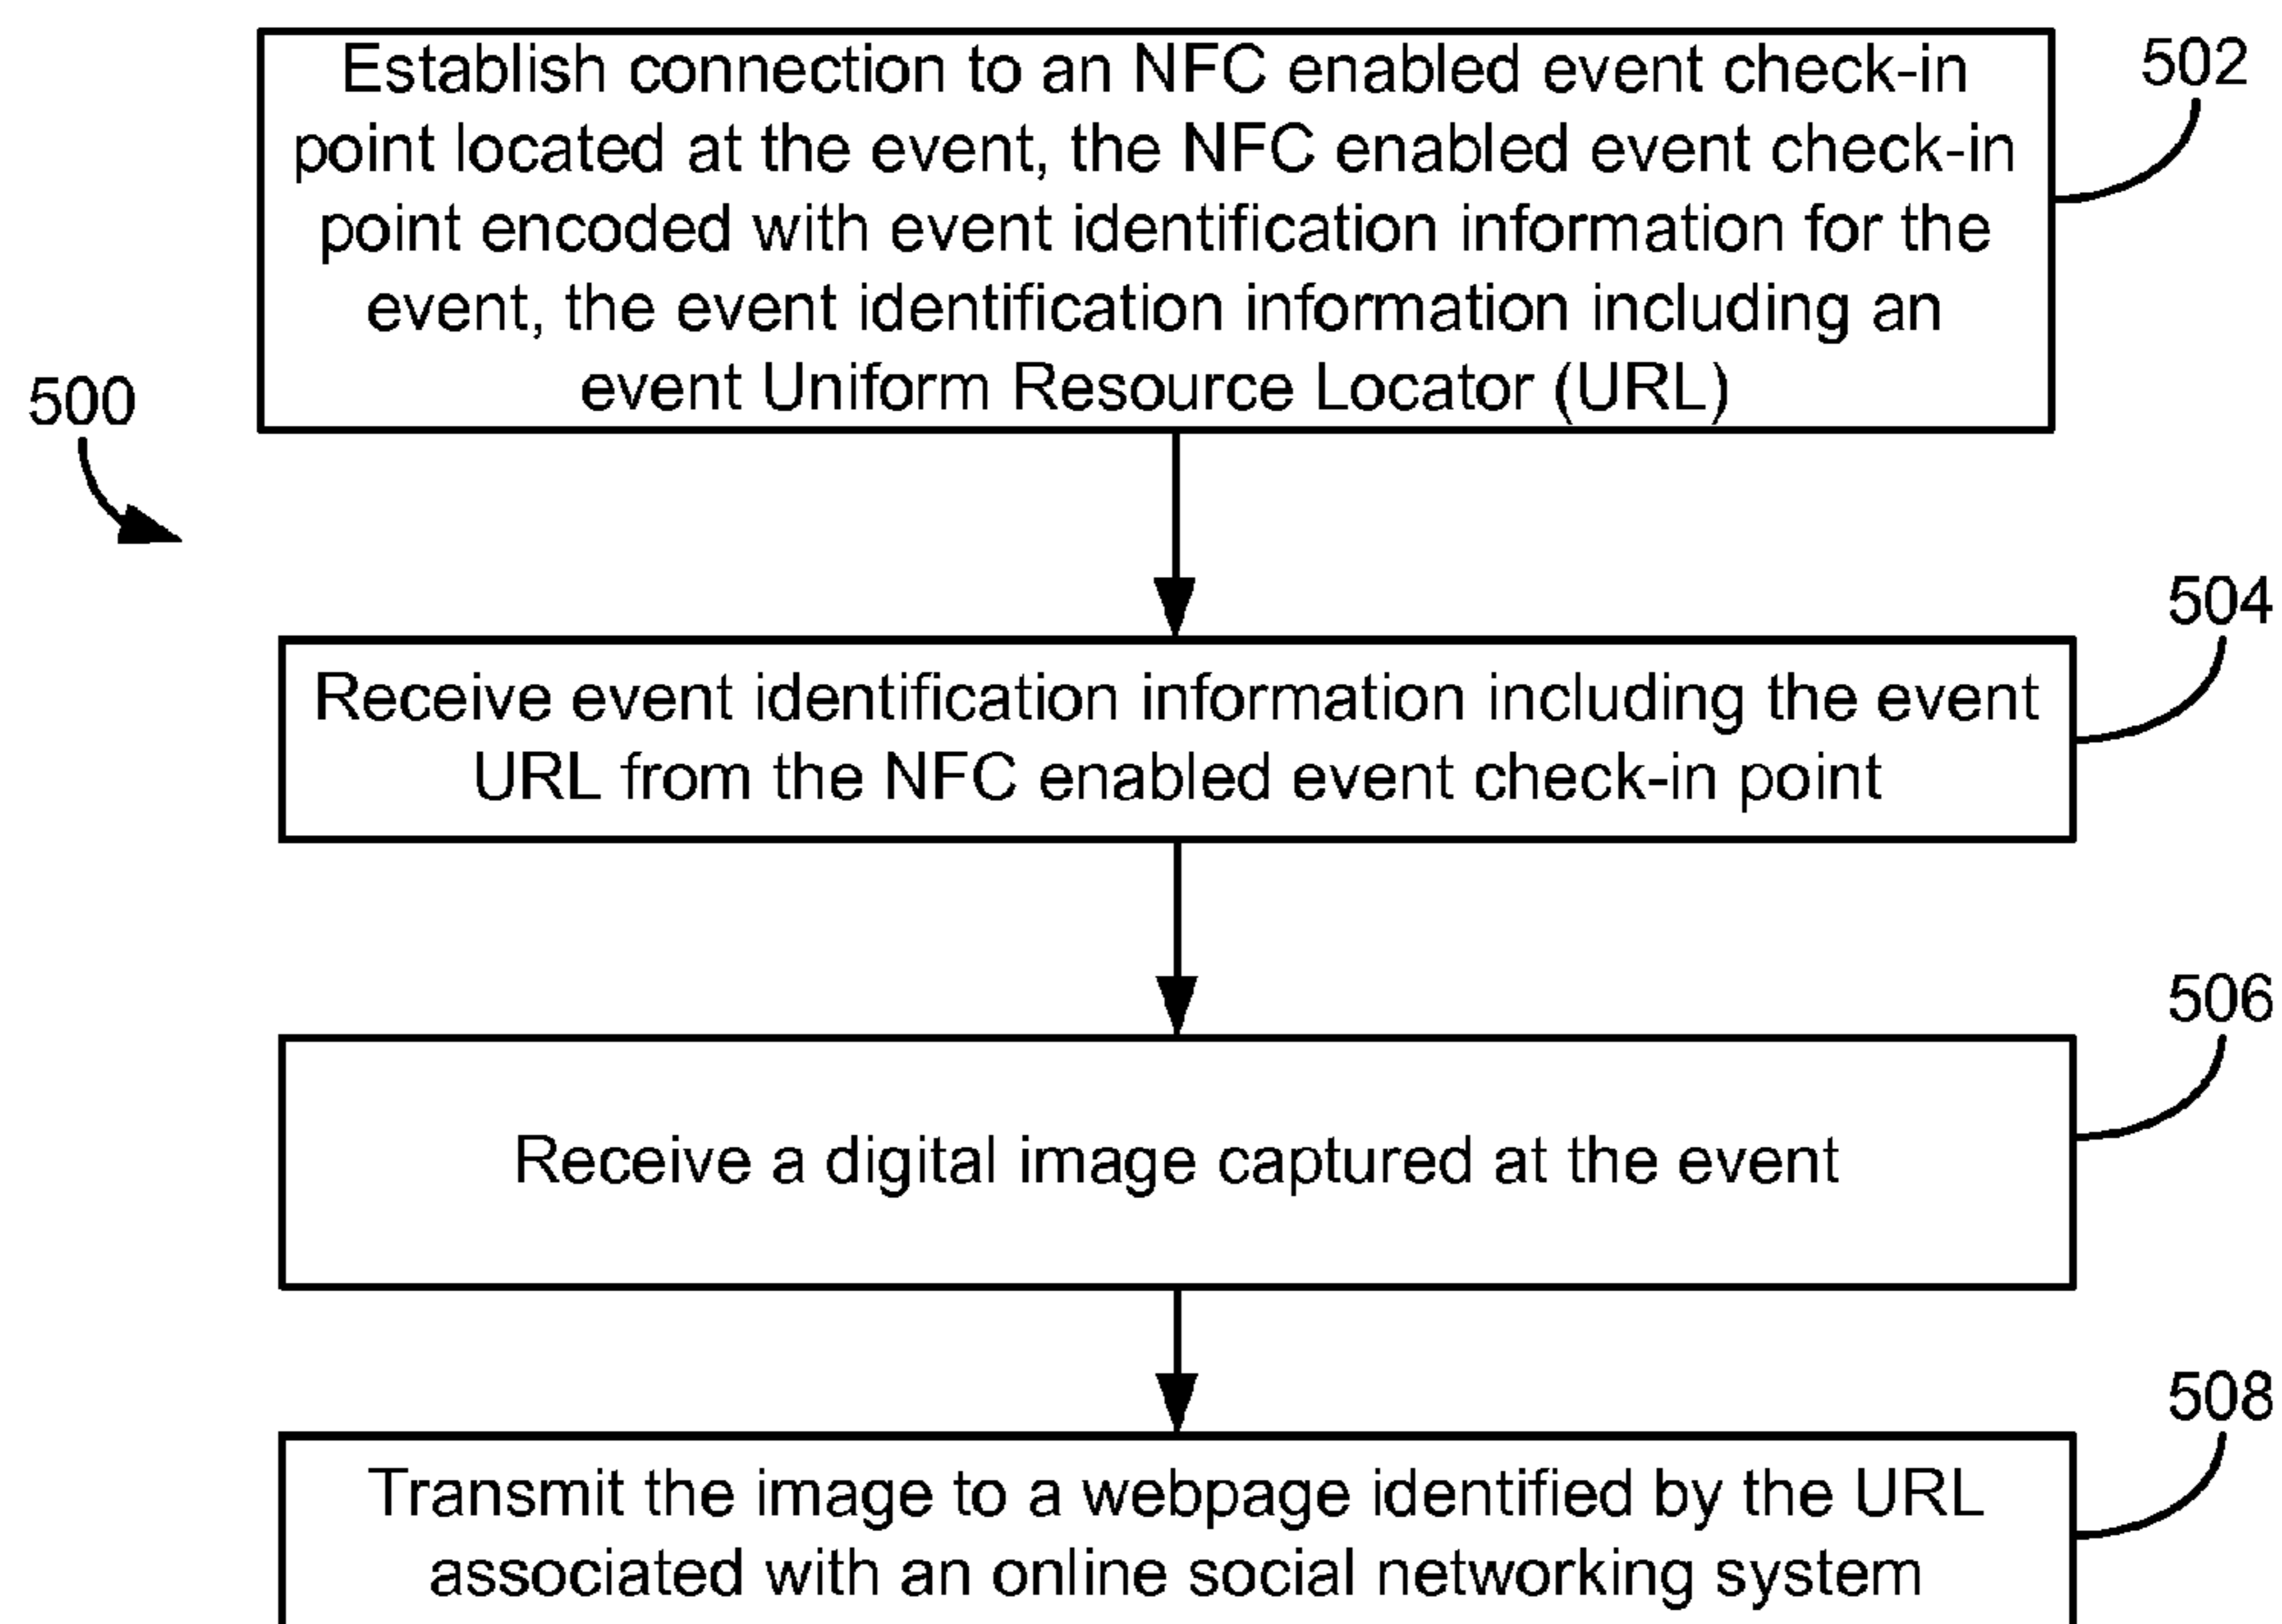 Establish connection to an NFC enabled event check-in
point located at the event, the NFC enabled event check-in
point encoded with event identification information for the
event, the event identification information including an
event Uniform Resource Locator (URL)
502
500
504
Receive event identification information including the event
URL from the NFC enabled event check-in point
506
Receive a digital image captured at the event
508
Transmit the image to a webpage identified by the URL
associated with an online social networking system